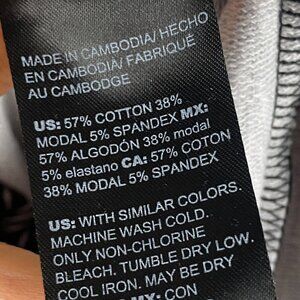 MADE IN CAMBODIA/ HECHO
EN CAMBODIA/ FABRIQUÉ
AU CAMBODGE
US: 57% COTTON 38%
MODAL 5% SPANDEX MX:
57% ALGODÓN 38% modal
5% elastano CA: 57% COTON
38% MODAL 5% SPANDEX
US: WITH SIMILAR COLORS.
MACHINE WASH COLD.
ONLY NON-CHLORINE
BLEACH. TUMBLE DRY LOW.
COOL IRON. MAY BE DRY
MX: CON